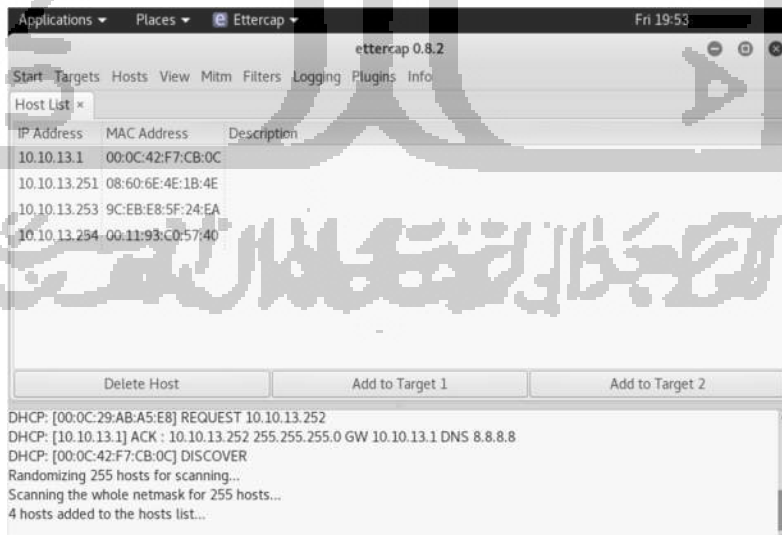 Applications Places Ettercap Fri 19:53
ettercap 0.8.2
Start Targets Hosts View Mitm Filters Logging Plugins Info
Host List ×
IP Address MAC Address Description
10.10.13.1 00:0C:42:F7:CB:0C
10.10.13.251 08:60:6E:4E:1B:4E
10.10.13.253 9C:EB:E8:5F:24:EA
10.10.13.254 00:11:93:C0:57:40
Delete Host Add to Target 1 Add to Target 2
DHCP: [00:0C:29:AB:A5:E8] REQUEST 10.10.13.252
DHCP: [10.10.13.1] ACK : 10.10.13.252 255.255.255.0 GW 10.10.13.1 DNS 8.8.8.8
DHCP: [00:0C:42:F7:CB:0C] DISCOVER
Randomizing 255 hosts for scanning...
Scanning the whole netmask for 255 hosts...
4 hosts added to the hosts list...